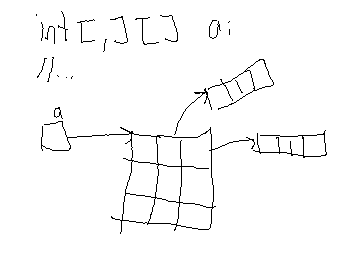 int [,] [] a;
//...
a